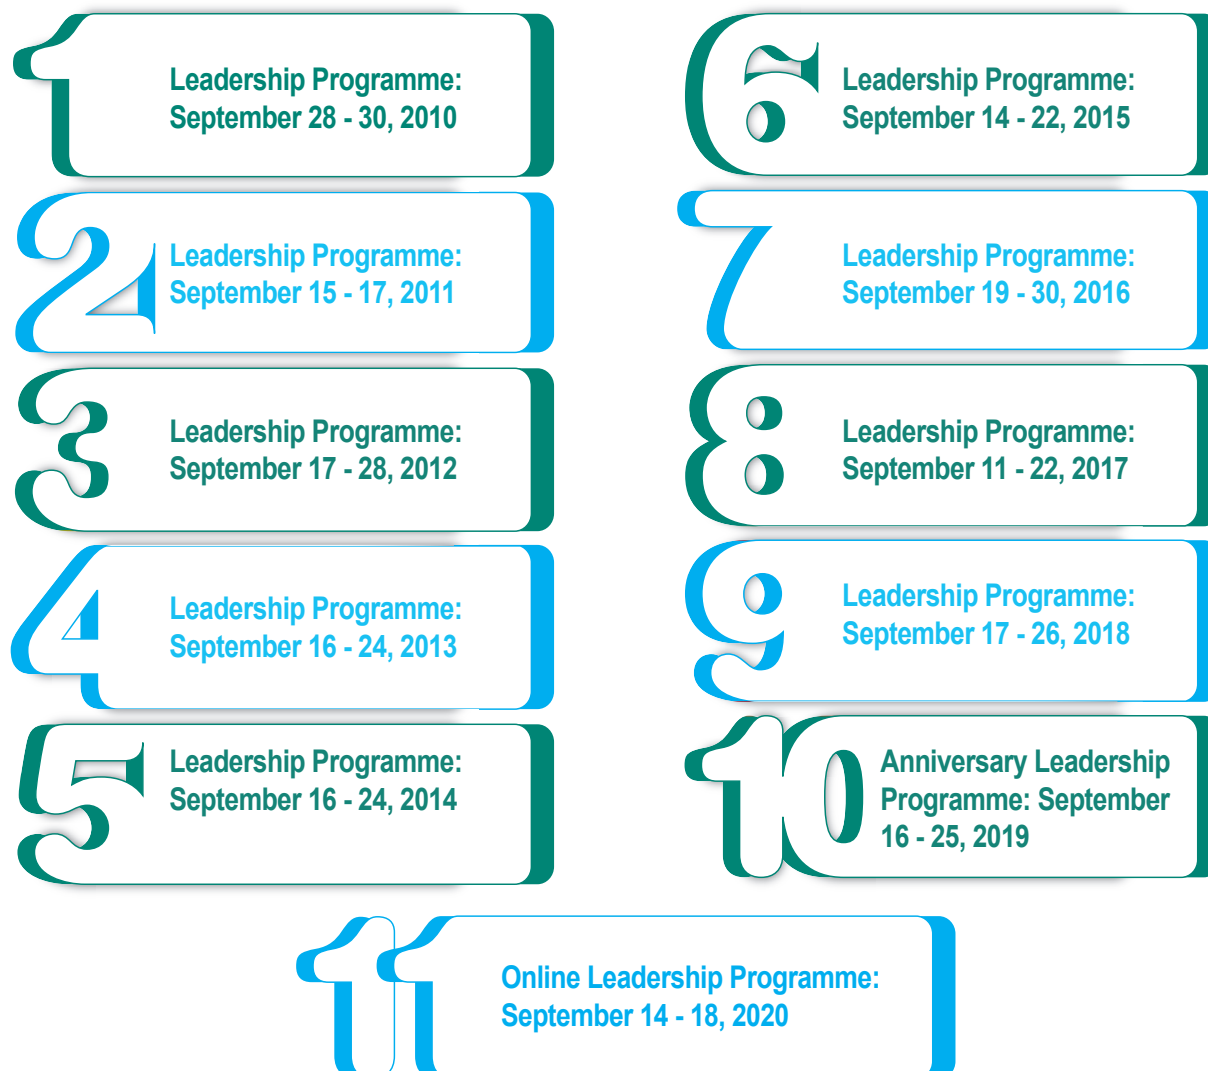 1
Leadership Programme:
September 28 - 30, 2010
2
Leadership Programme:
September 15 - 17, 2011
3
Leadership Programme:
September 17 - 28, 2012
4
Leadership Programme:
September 16 - 24, 2013
5
Leadership Programme:
September 16 - 24, 2014
6
Leadership Programme:
September 14 - 22, 2015
7
Leadership Programme:
September 19 - 30, 2016
8
Leadership Programme:
September 11 - 22, 2017
9
Leadership Programme:
September 17 - 26, 2018
10
Anniversary Leadership
Programme: September
16 - 25, 2019
11
Online Leadership Programme:
September 14 - 18, 2020